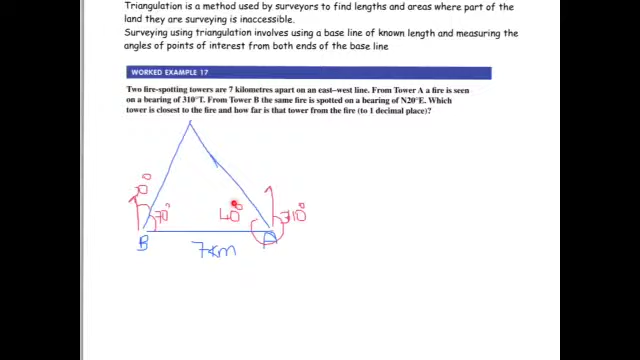 Triangulation is a method used by surveyors to find lengths and areas where part of the
land they are surveying is inaccessible.
Surveying using triangulation involves using a base line of known length and measuring the
angles of points of interest from both ends of the base line
WORKED EXAMPLE 17
Two fire-spotting towers are 7 kilometres apart on an east–west line. From Tower A a fire is seen
on a bearing of 310°T. From Tower B the same fire is spotted on a bearing of N20°E. Which
tower is closest to the fire and how far is that tower from the fire (to 1 decimal place)?
20°
70° 40° 310°
B A
7km